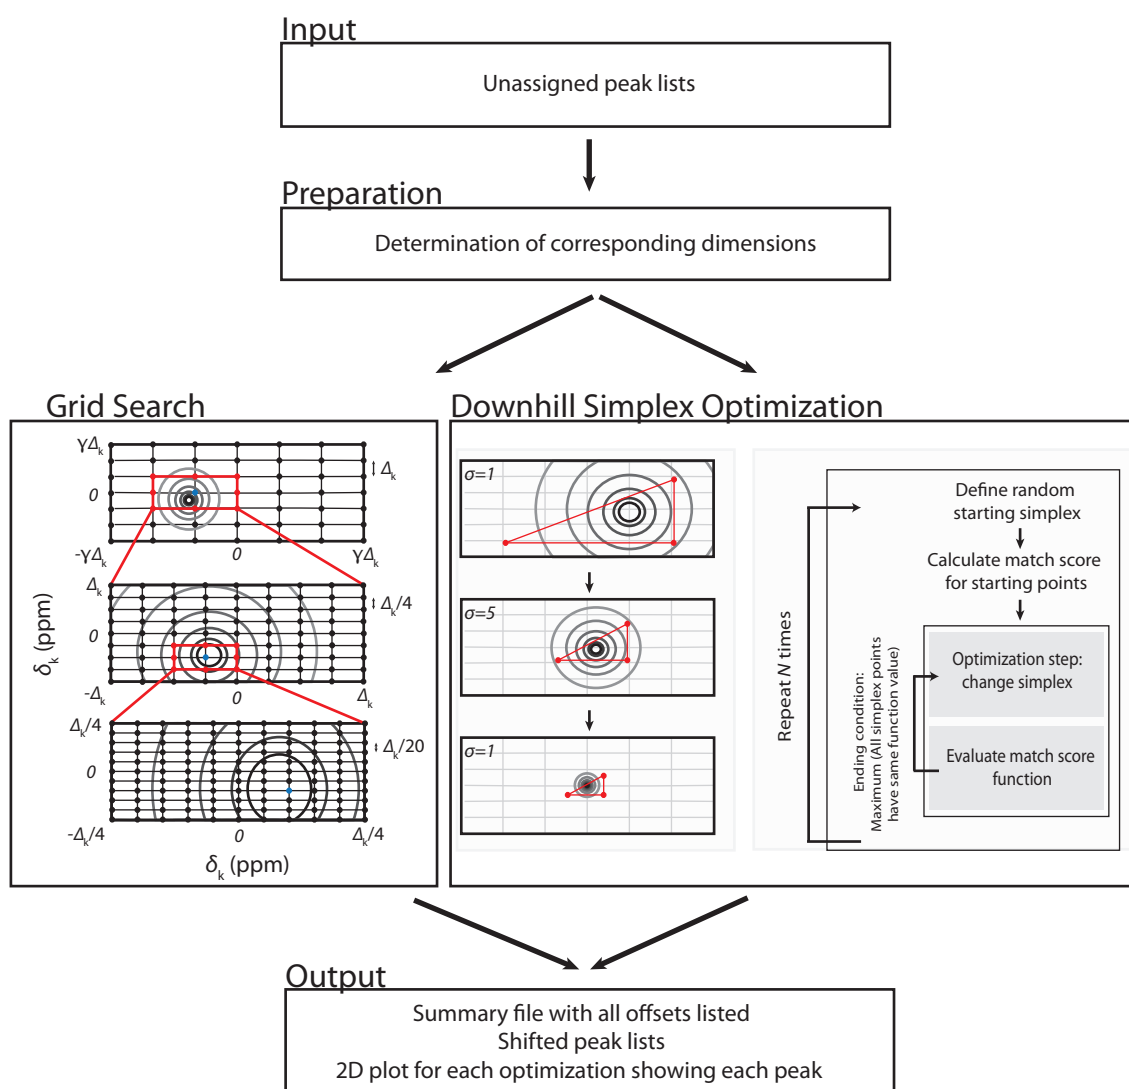 Input
Unassigned peak lists
Preparation
Determination of corresponding dimensions
Grid Search
γΔk
0
-γΔk
0
γΔk
Δk
Δk
0
-Δk
0
Δk
Δk/4
Δk/4
0
-Δk/4
0
Δk/4
Δk/20
δk (ppm)
δk (ppm)
Downhill Simplex Optimization
σ=1
σ=5
σ=1
Repeat N times
Ending condition:
Maximum (All simplex points
have same function value)
Define random
starting simplex
Calculate match score
for starting points
Optimization step:
change simplex
Evaluate match score
function
Output
Summary file with all offsets listed
Shifted peak lists
2D plot for each optimization showing each peak